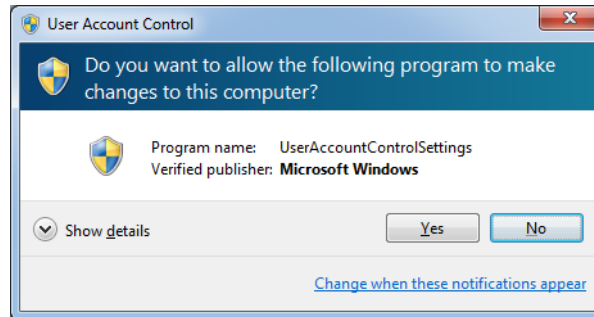 User Account Control
Do you want to allow the following program to make
changes to this computer?
Program name: UserAccountControlSettings
Verified publisher: Microsoft Windows
Show details
Yes
No
Change when these notifications appear